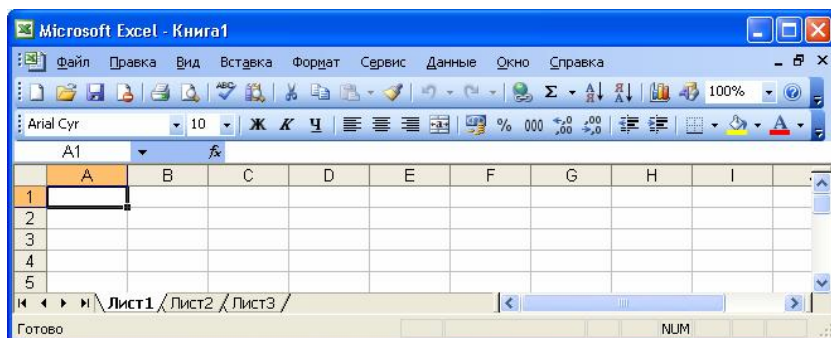 Microsoft Excel - Книга1
Файл Правка Вид Вставка Формат Сервис Данные Окно Справка
100%
Arial Cyr 10 Ж К Ч % 000
A1 fx
A B C D E F G H I
1
2
3
4
5
Лист1 Лист2 Лист3
Готово NUM